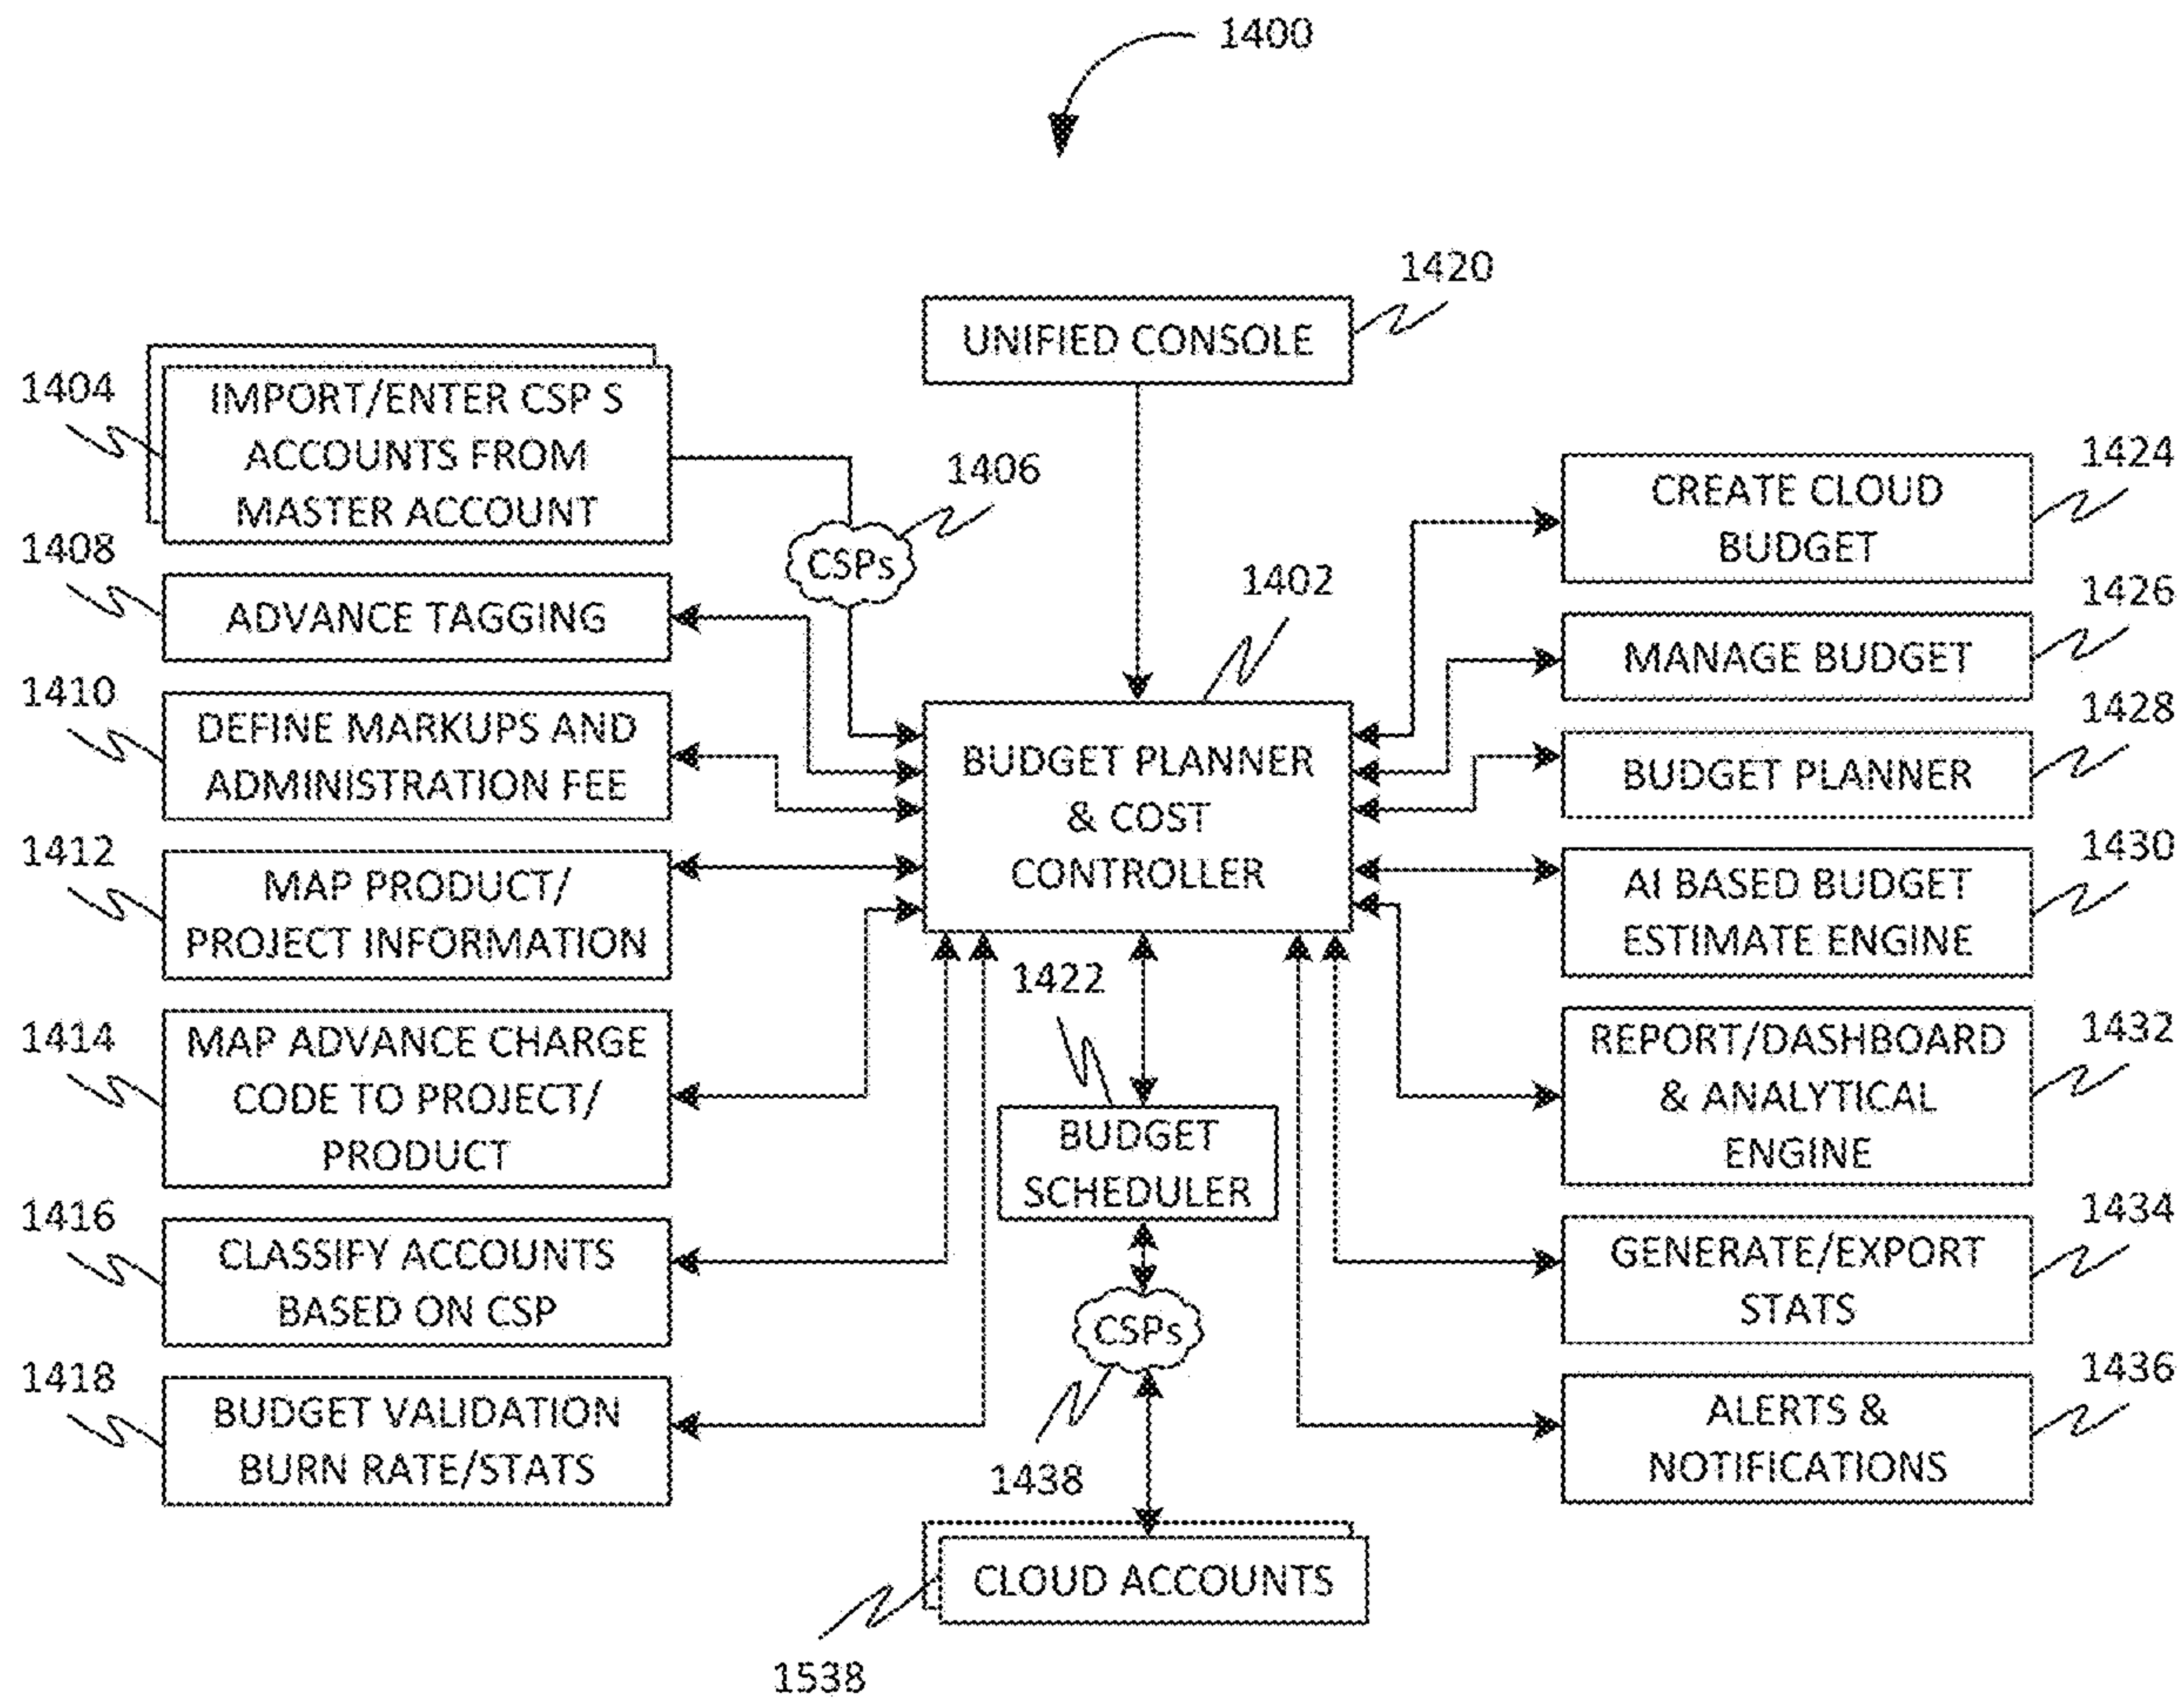 1400
1420
UNIFIED CONSOLE
1404
IMPORT/ENTER CSP S
ACCOUNTS FROM
MASTER ACCOUNT
1406
CSPs
1408
ADVANCE TAGGING
1410
DEFINE MARKUPS AND
ADMINISTRATION FEE
1412
MAP PRODUCT/
PROJECT INFORMATION
1414
MAP ADVANCE CHARGE
CODE TO PROJECT/
PRODUCT
1416
CLASSIFY ACCOUNTS
BASED ON CSP
1418
BUDGET VALIDATION
BURN RATE/STATS
1402
BUDGET PLANNER
& COST
CONTROLLER
1422
BUDGET
SCHEDULER
CSPs
1438
CLOUD ACCOUNTS
1538
1424
CREATE CLOUD
BUDGET
1426
MANAGE BUDGET
1428
BUDGET PLANNER
1430
AI BASED BUDGET
ESTIMATE ENGINE
1432
REPORT/DASHBOARD
& ANALYTICAL
ENGINE
1434
GENERATE/EXPORT
STATS
1436
ALERTS &
NOTIFICATIONS